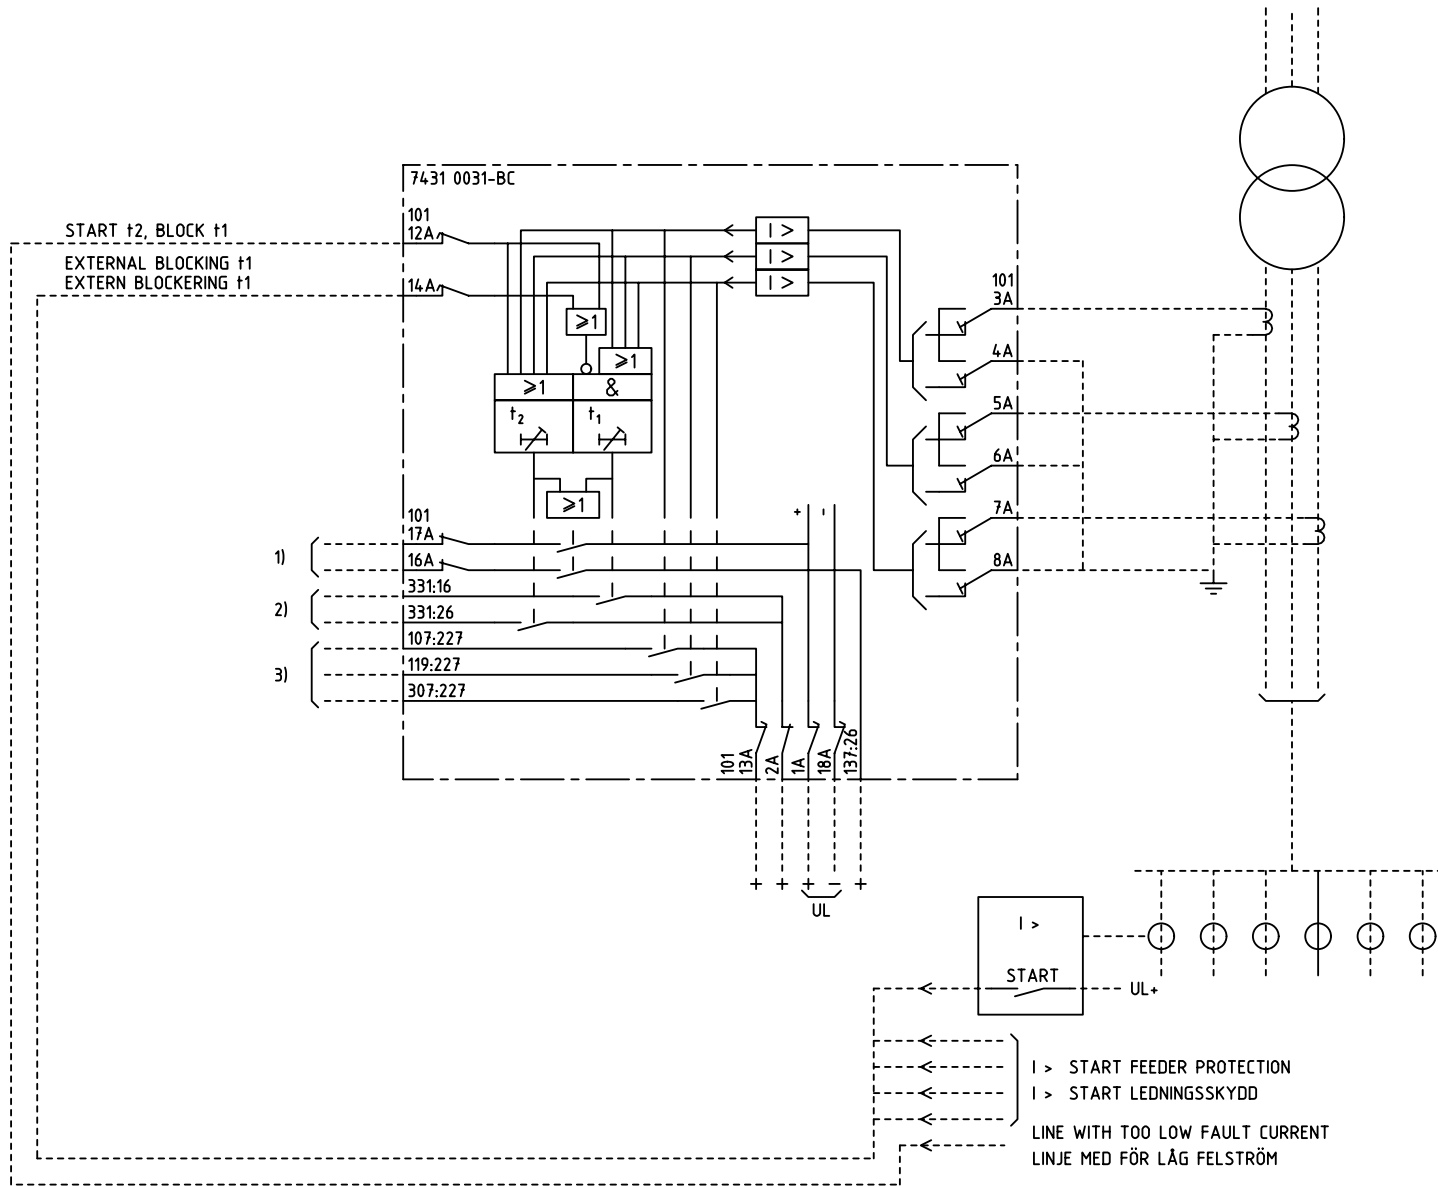 7431 0031-BC
START t2, BLOCK t1
101
12A
EXTERNAL BLOCKING t1
EXTERN BLOCKERING t1
14A
I >
I >
I >
≥1
≥1
≥1 &
t2 t1
≥1
101
3A
4A
5A
6A
7A
8A
+ -
101
17A
1)
16A
331:16
2)
331:26
107:227
3)
119:227
307:227
101
13A
2A
1A
18A
137:26
+ + + - +
UL
I >
START
UL+
I > START FEEDER PROTECTION
I > START LEDNINGSSKYDD
LINE WITH TOO LOW FAULT CURRENT
LINJE MED FÖR LÅG FELSTRÖM